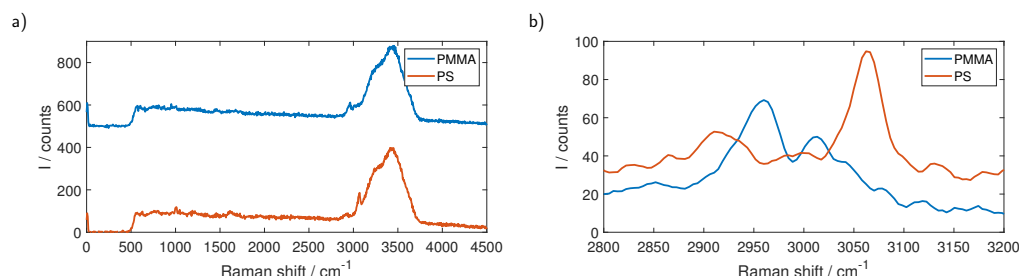 a)
800
600
400
200
0
I / counts
0 500 1000 1500 2000 2500 3000 3500 4000 4500
Raman shift / cm⁻¹
PMMA
PS
b)
100
80
60
40
20
0
I / counts
2800 2850 2900 2950 3000 3050 3100 3150 3200
Raman shift / cm⁻¹
PMMA
PS